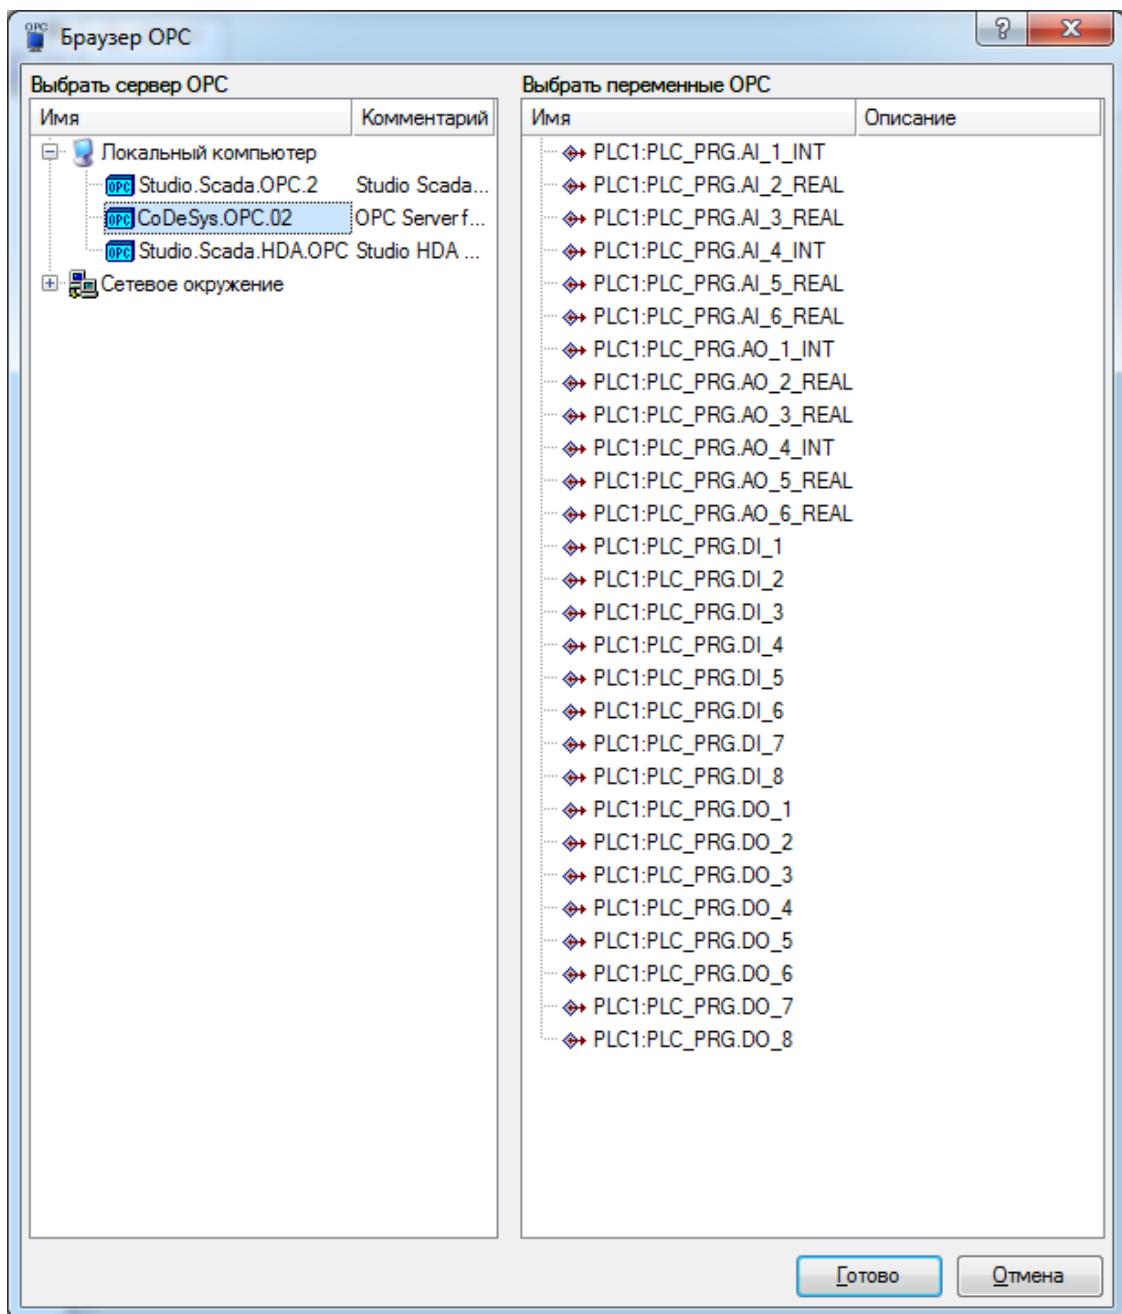 Браузер ОРС
Выбрать сервер ОРС
Имя Комментарий
Локальный компьютер
Studio.Scada.OPC.2 Studio Scada...
CoDeSys.OPC.02 OPC Server f...
Studio.Scada.HDA.OPC Studio HDA ...
Сетевое окружение
Выбрать переменные ОРС
Имя Описание
PLC1:PLC_PRG.AI_1_INT
PLC1:PLC_PRG.AI_2_REAL
PLC1:PLC_PRG.AI_3_REAL
PLC1:PLC_PRG.AI_4_INT
PLC1:PLC_PRG.AI_5_REAL
PLC1:PLC_PRG.AI_6_REAL
PLC1:PLC_PRG.AO_1_INT
PLC1:PLC_PRG.AO_2_REAL
PLC1:PLC_PRG.AO_3_REAL
PLC1:PLC_PRG.AO_4_INT
PLC1:PLC_PRG.AO_5_REAL
PLC1:PLC_PRG.AO_6_REAL
PLC1:PLC_PRG.DI_1
PLC1:PLC_PRG.DI_2
PLC1:PLC_PRG.DI_3
PLC1:PLC_PRG.DI_4
PLC1:PLC_PRG.DI_5
PLC1:PLC_PRG.DI_6
PLC1:PLC_PRG.DI_7
PLC1:PLC_PRG.DI_8
PLC1:PLC_PRG.DO_1
PLC1:PLC_PRG.DO_2
PLC1:PLC_PRG.DO_3
PLC1:PLC_PRG.DO_4
PLC1:PLC_PRG.DO_5
PLC1:PLC_PRG.DO_6
PLC1:PLC_PRG.DO_7
PLC1:PLC_PRG.DO_8
Готово Отмена